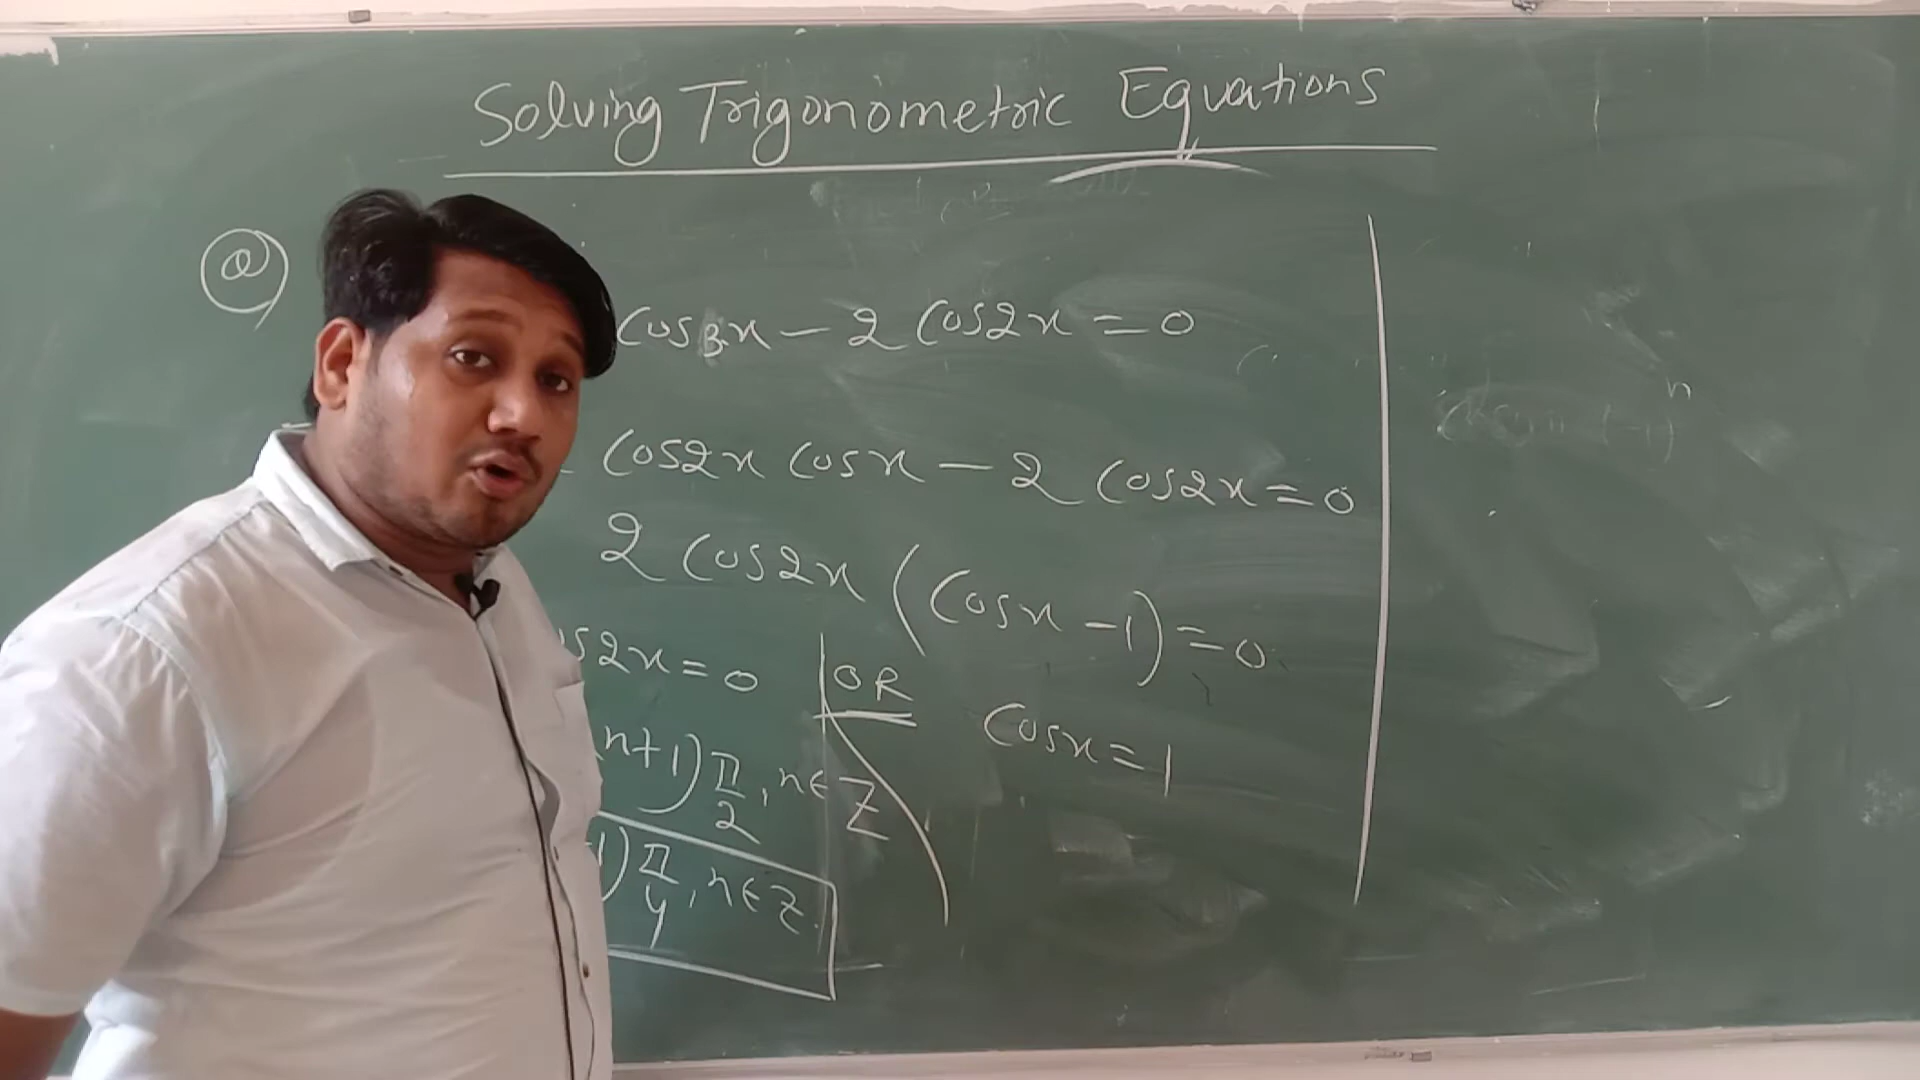 Solving Trigonometric Equations
a
cos3x - 2 cos2x = 0
cos2x cosx - 2 cos2x = 0
2 cos2x (cosx - 1) = 0
s2x = 0
OR
cosx = 1
n+1) π/2, n ∈ Z
1) π/4, n ∈ Z
n